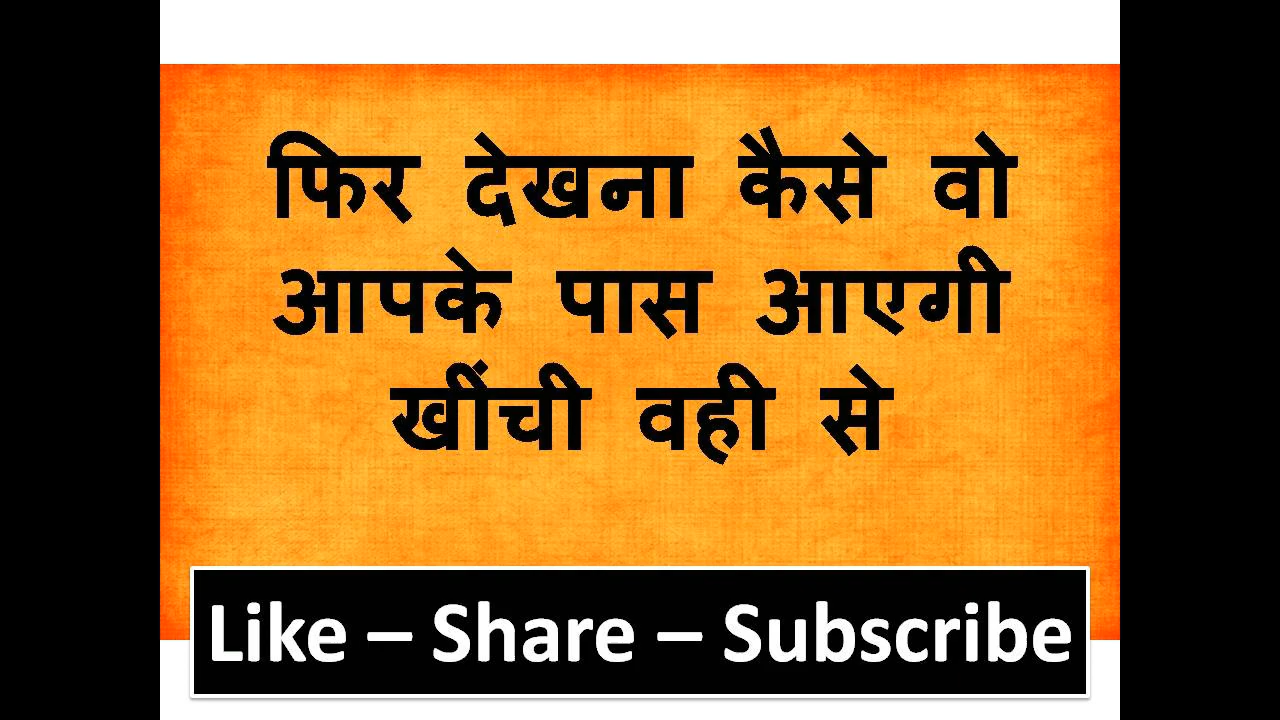 फिर देखना कैसे वो
आपके पास आएगी
खींची वही से
Like – Share – Subscribe